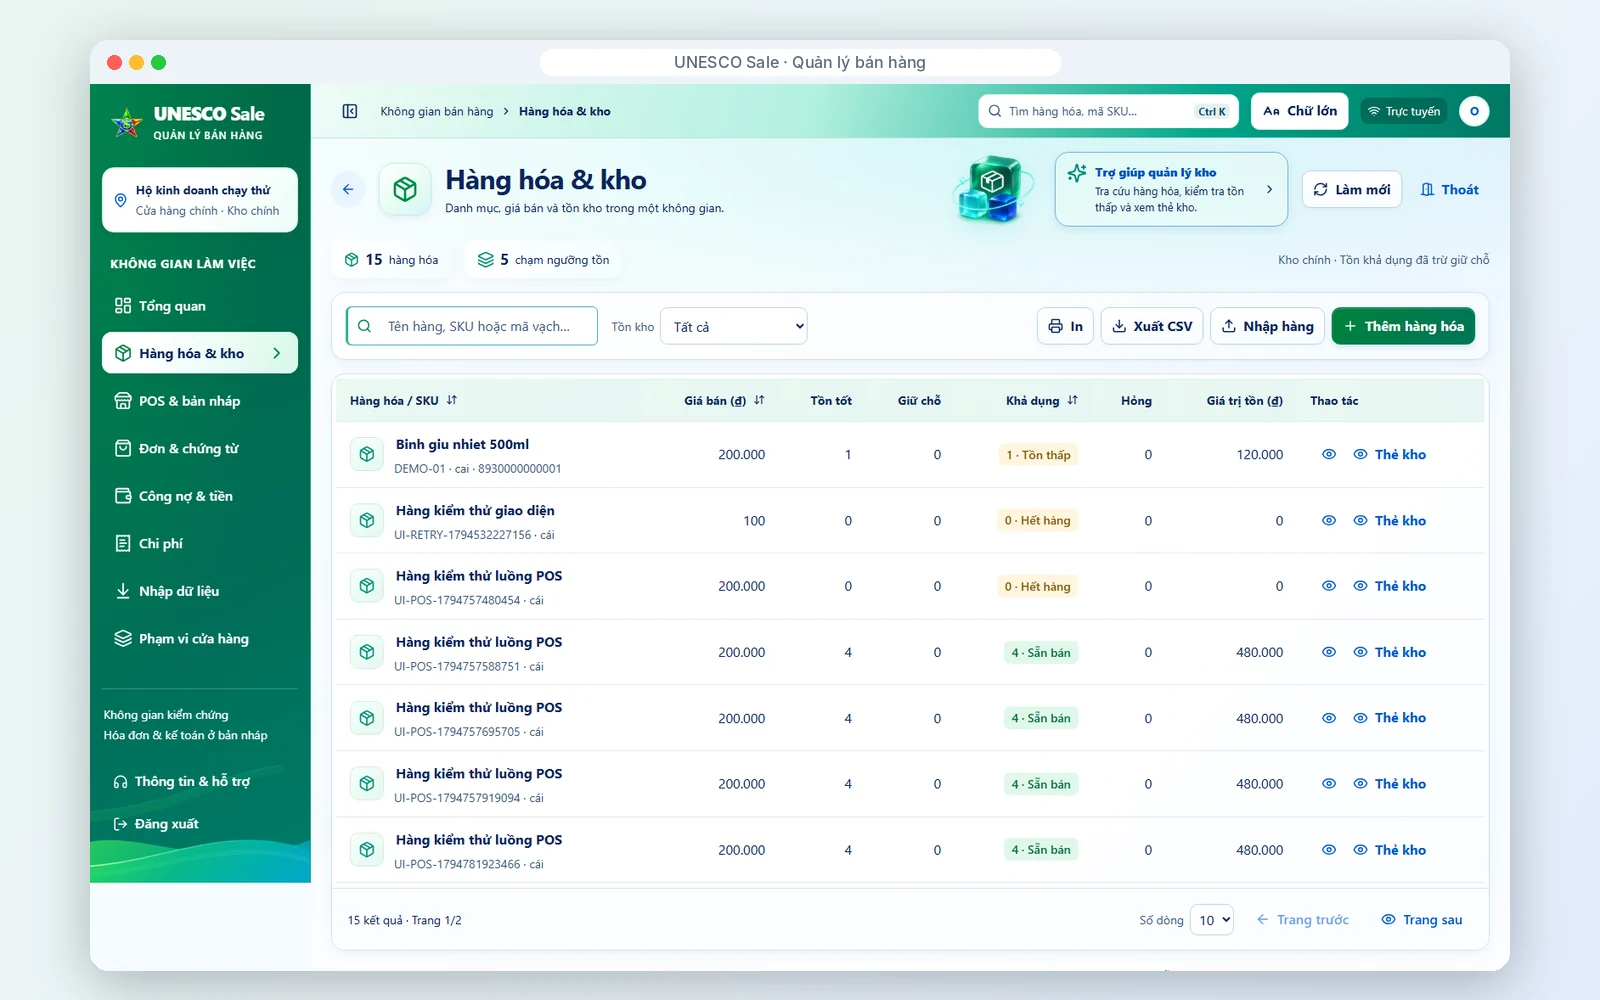 UNESCO Sale · Quản lý bán hàng
UNESCO Sale
QUẢN LÝ BÁN HÀNG
Hộ kinh doanh chạy thử
Cửa hàng chính · Kho chính
KHÔNG GIAN LÀM VIỆC
Tổng quan
Hàng hóa & kho
POS & bản nháp
Đơn & chứng từ
Công nợ & tiền
Chi phí
Nhập dữ liệu
Phạm vi cửa hàng
Không gian kiểm chứng
Hóa đơn & kế toán ở bản nháp
Thông tin & hỗ trợ
Đăng xuất
Không gian bán hàng > Hàng hóa & kho
Tìm hàng hóa, mã SKU... Ctrl K
Aa Chữ lớn
Trực tuyến
O
Hàng hóa & kho
Danh mục, giá bán và tồn kho trong một không gian.
Trợ giúp quản lý kho
Tra cứu hàng hóa, kiểm tra tồn
thấp và xem thẻ kho.
Làm mới
Thoát
15 hàng hóa
5 chạm ngưỡng tồn
Kho chính · Tồn khả dụng đã trừ giữ chỗ
Tên hàng, SKU hoặc mã vạch...
Tồn kho Tất cả
In
Xuất CSV
Nhập hàng
+ Thêm hàng hóa
Hàng hóa / SKU Giá bán (₫) Tồn tốt Giữ chỗ Khả dụng Hỏng Giá trị tồn (₫) Thao tác
Binh giu nhiet 500ml
DEMO-01 · cai · 8930000000001
200.000 1 0 1 · Tồn thấp 0 120.000 Thẻ kho
Hàng kiểm thử giao diện
UI-RETRY-1794532227156 · cái
100 0 0 0 · Hết hàng 0 0 Thẻ kho
Hàng kiểm thử luồng POS
UI-POS-1794757480454 · cái
200.000 0 0 0 · Hết hàng 0 0 Thẻ kho
Hàng kiểm thử luồng POS
UI-POS-1794757588751 · cái
200.000 4 0 4 · Sẵn bán 0 480.000 Thẻ kho
Hàng kiểm thử luồng POS
UI-POS-1794757695705 · cái
200.000 4 0 4 · Sẵn bán 0 480.000 Thẻ kho
Hàng kiểm thử luồng POS
UI-POS-1794757919094 · cái
200.000 4 0 4 · Sẵn bán 0 480.000 Thẻ kho
Hàng kiểm thử luồng POS
UI-POS-1794781923466 · cái
200.000 4 0 4 · Sẵn bán 0 480.000 Thẻ kho
15 kết quả · Trang 1/2
Số dòng 10
Trang trước
Trang sau